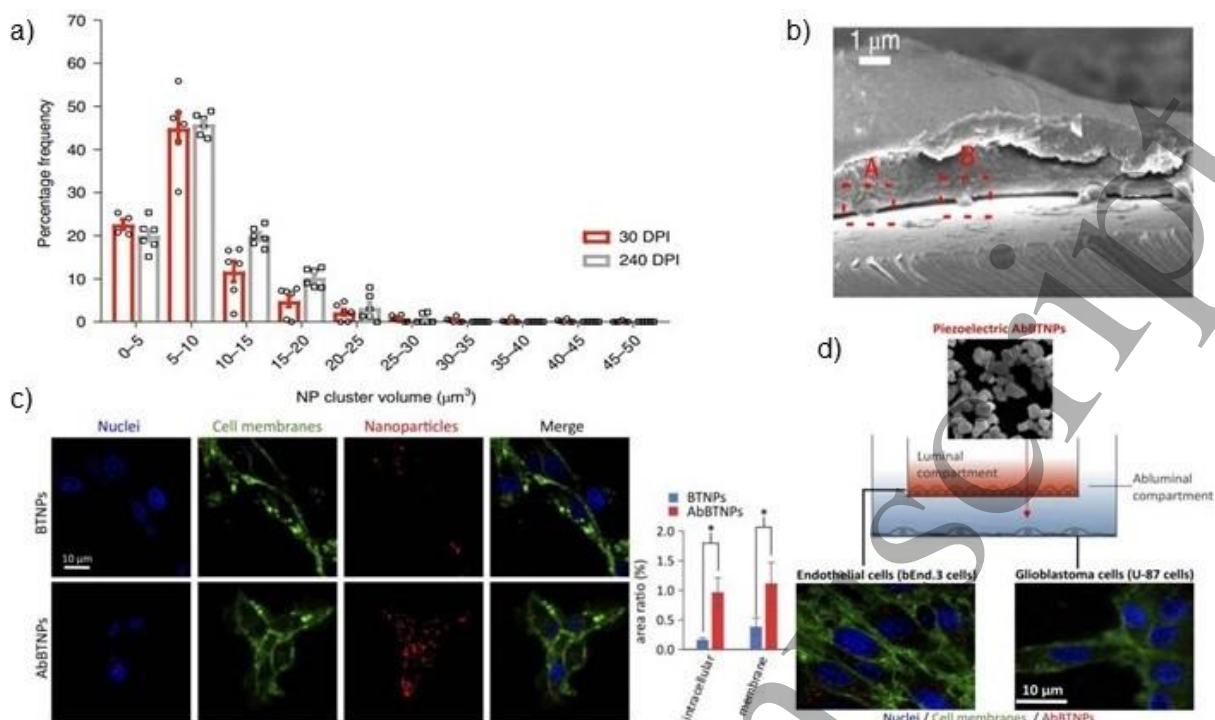 a)
Percentage frequency
70
60
50
40
30
20
10
0
30 DPI
240 DPI
0–5
5–10
10–15
15–20
20–25
25–30
30–35
35–40
40–45
45–50
NP cluster volume (μm³)
b)
1 μm
A
B
c)
Nuclei
Cell membranes
Nanoparticles
Merge
BTNPs
10 μm
AbBTNPs
BTNPs
AbBTNPs
*
*
area ratio (%)
2.0
1.5
1.0
0.5
0.0
intracellular
membrane
d)
Piezoelectric AbBTNPs
Luminal
compartment
Abluminal
compartment
Endothelial cells (bEnd.3 cells)
Glioblastoma cells (U-87 cells)
10 μm
Nuclei / Cell membranes / AbBTNPs
script